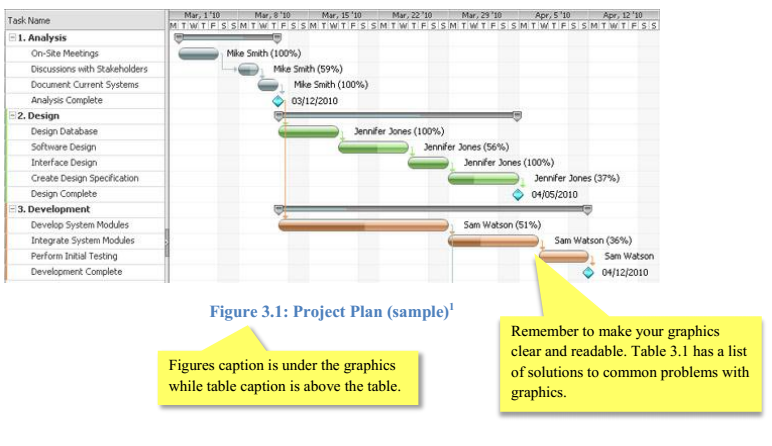 Task Name
Mar, 1 '10 Mar, 8 '10 Mar, 15 '10 Mar, 22 '10 Mar, 29 '10 Apr, 5 '10 Apr, 12 '10
M T W T F S S M T W T F S S M T W T F S S M T W T F S S M T W T F S S M T W T F S S M T W T F S S
1. Analysis
On-Site Meetings Mike Smith (100%)
Discussions with Stakeholders Mike Smith (59%)
Document Current Systems Mike Smith (100%)
Analysis Complete 03/12/2010
2. Design
Design Database Jennifer Jones (100%)
Software Design Jennifer Jones (56%)
Interface Design Jennifer Jones (100%)
Create Design Specification Jennifer Jones (37%)
Design Complete 04/05/2010
3. Development
Develop System Modules Sam Watson (51%)
Integrate System Modules Sam Watson (36%)
Perform Initial Testing Sam Watson
Development Complete 04/12/2010
Figure 3.1: Project Plan (sample)1
Figures caption is under the graphics
while table caption is above the table.
Remember to make your graphics
clear and readable. Table 3.1 has a list
of solutions to common problems with
graphics.